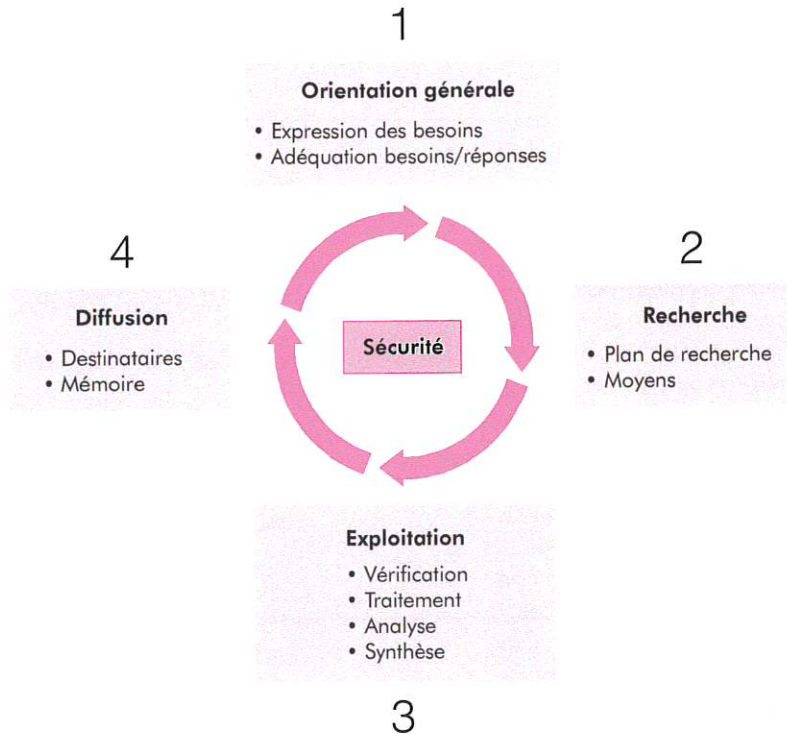 1
Orientation générale
• Expression des besoins
• Adéquation besoins/réponses
2
Recherche
• Plan de recherche
• Moyens
3
Exploitation
• Vérification
• Traitement
• Analyse
• Synthèse
4
Diffusion
• Destinataires
• Mémoire
Sécurité